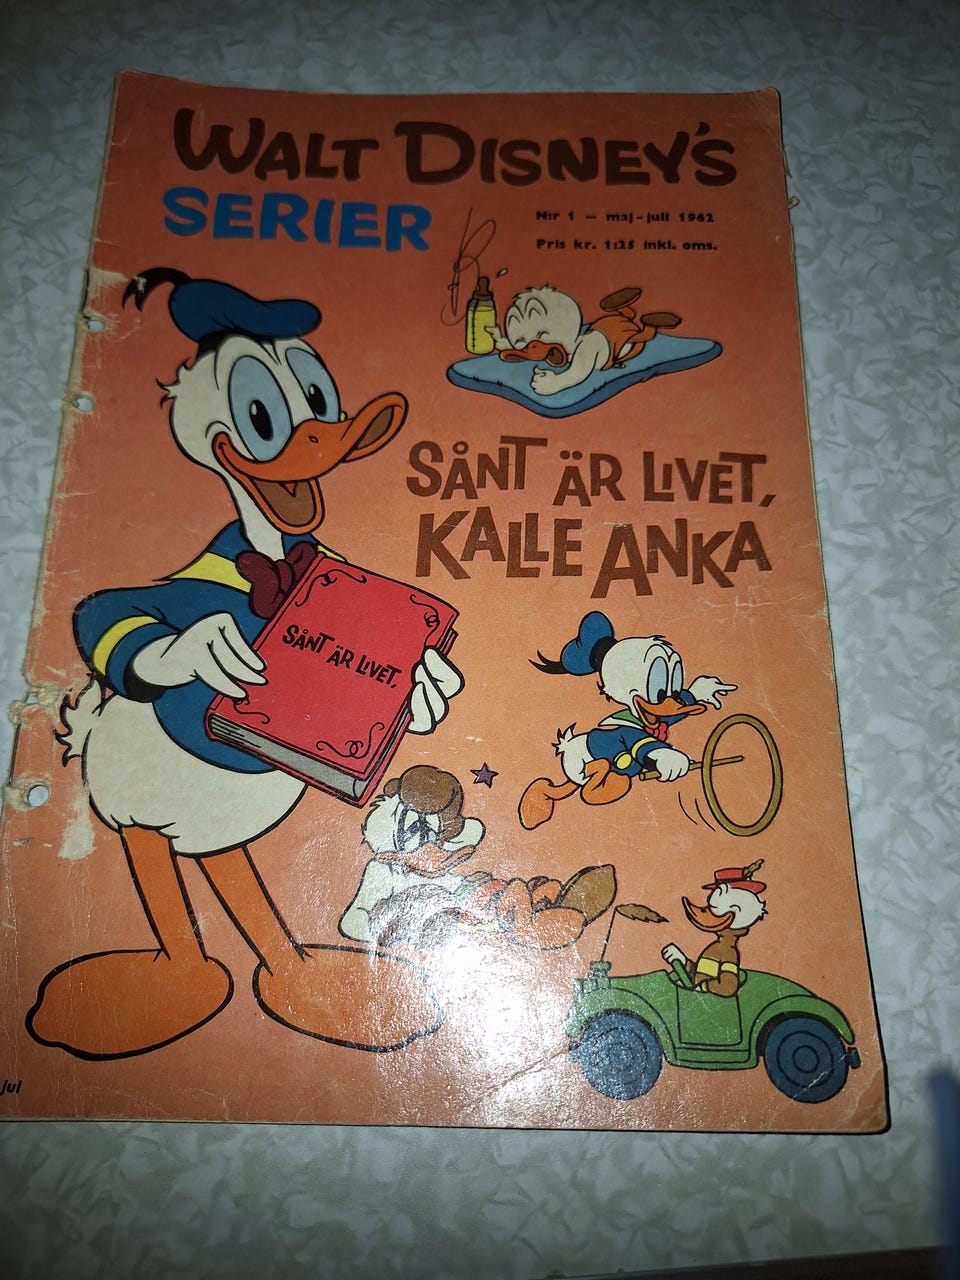 WALT DISNEY'S
SERIER
Nr 1 — maj-juli 1962
Pris kr. 1:25 inkl. oms.
SÅNT ÄR LIVET,
KALLE ANKA
SÅNT ÄR LIVET,
jul